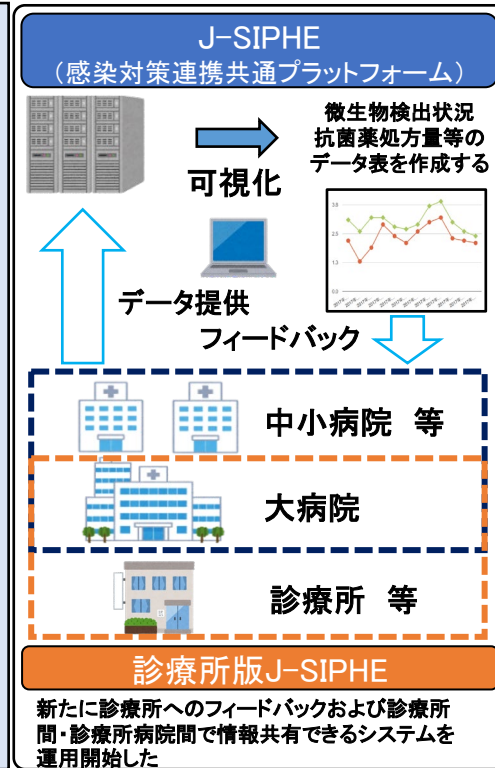 J-SIPHE
（感染対策連携共通プラットフォーム）
微生物検出状況
抗菌薬処方量等の
データ表を作成する
可視化
データ提供
フィードバック
中小病院 等
大病院
診療所 等
診療所版J-SIPHE
新たに診療所へのフィードバックおよび診療所
間・診療所病院間で情報共有できるシステムを
運用開始した